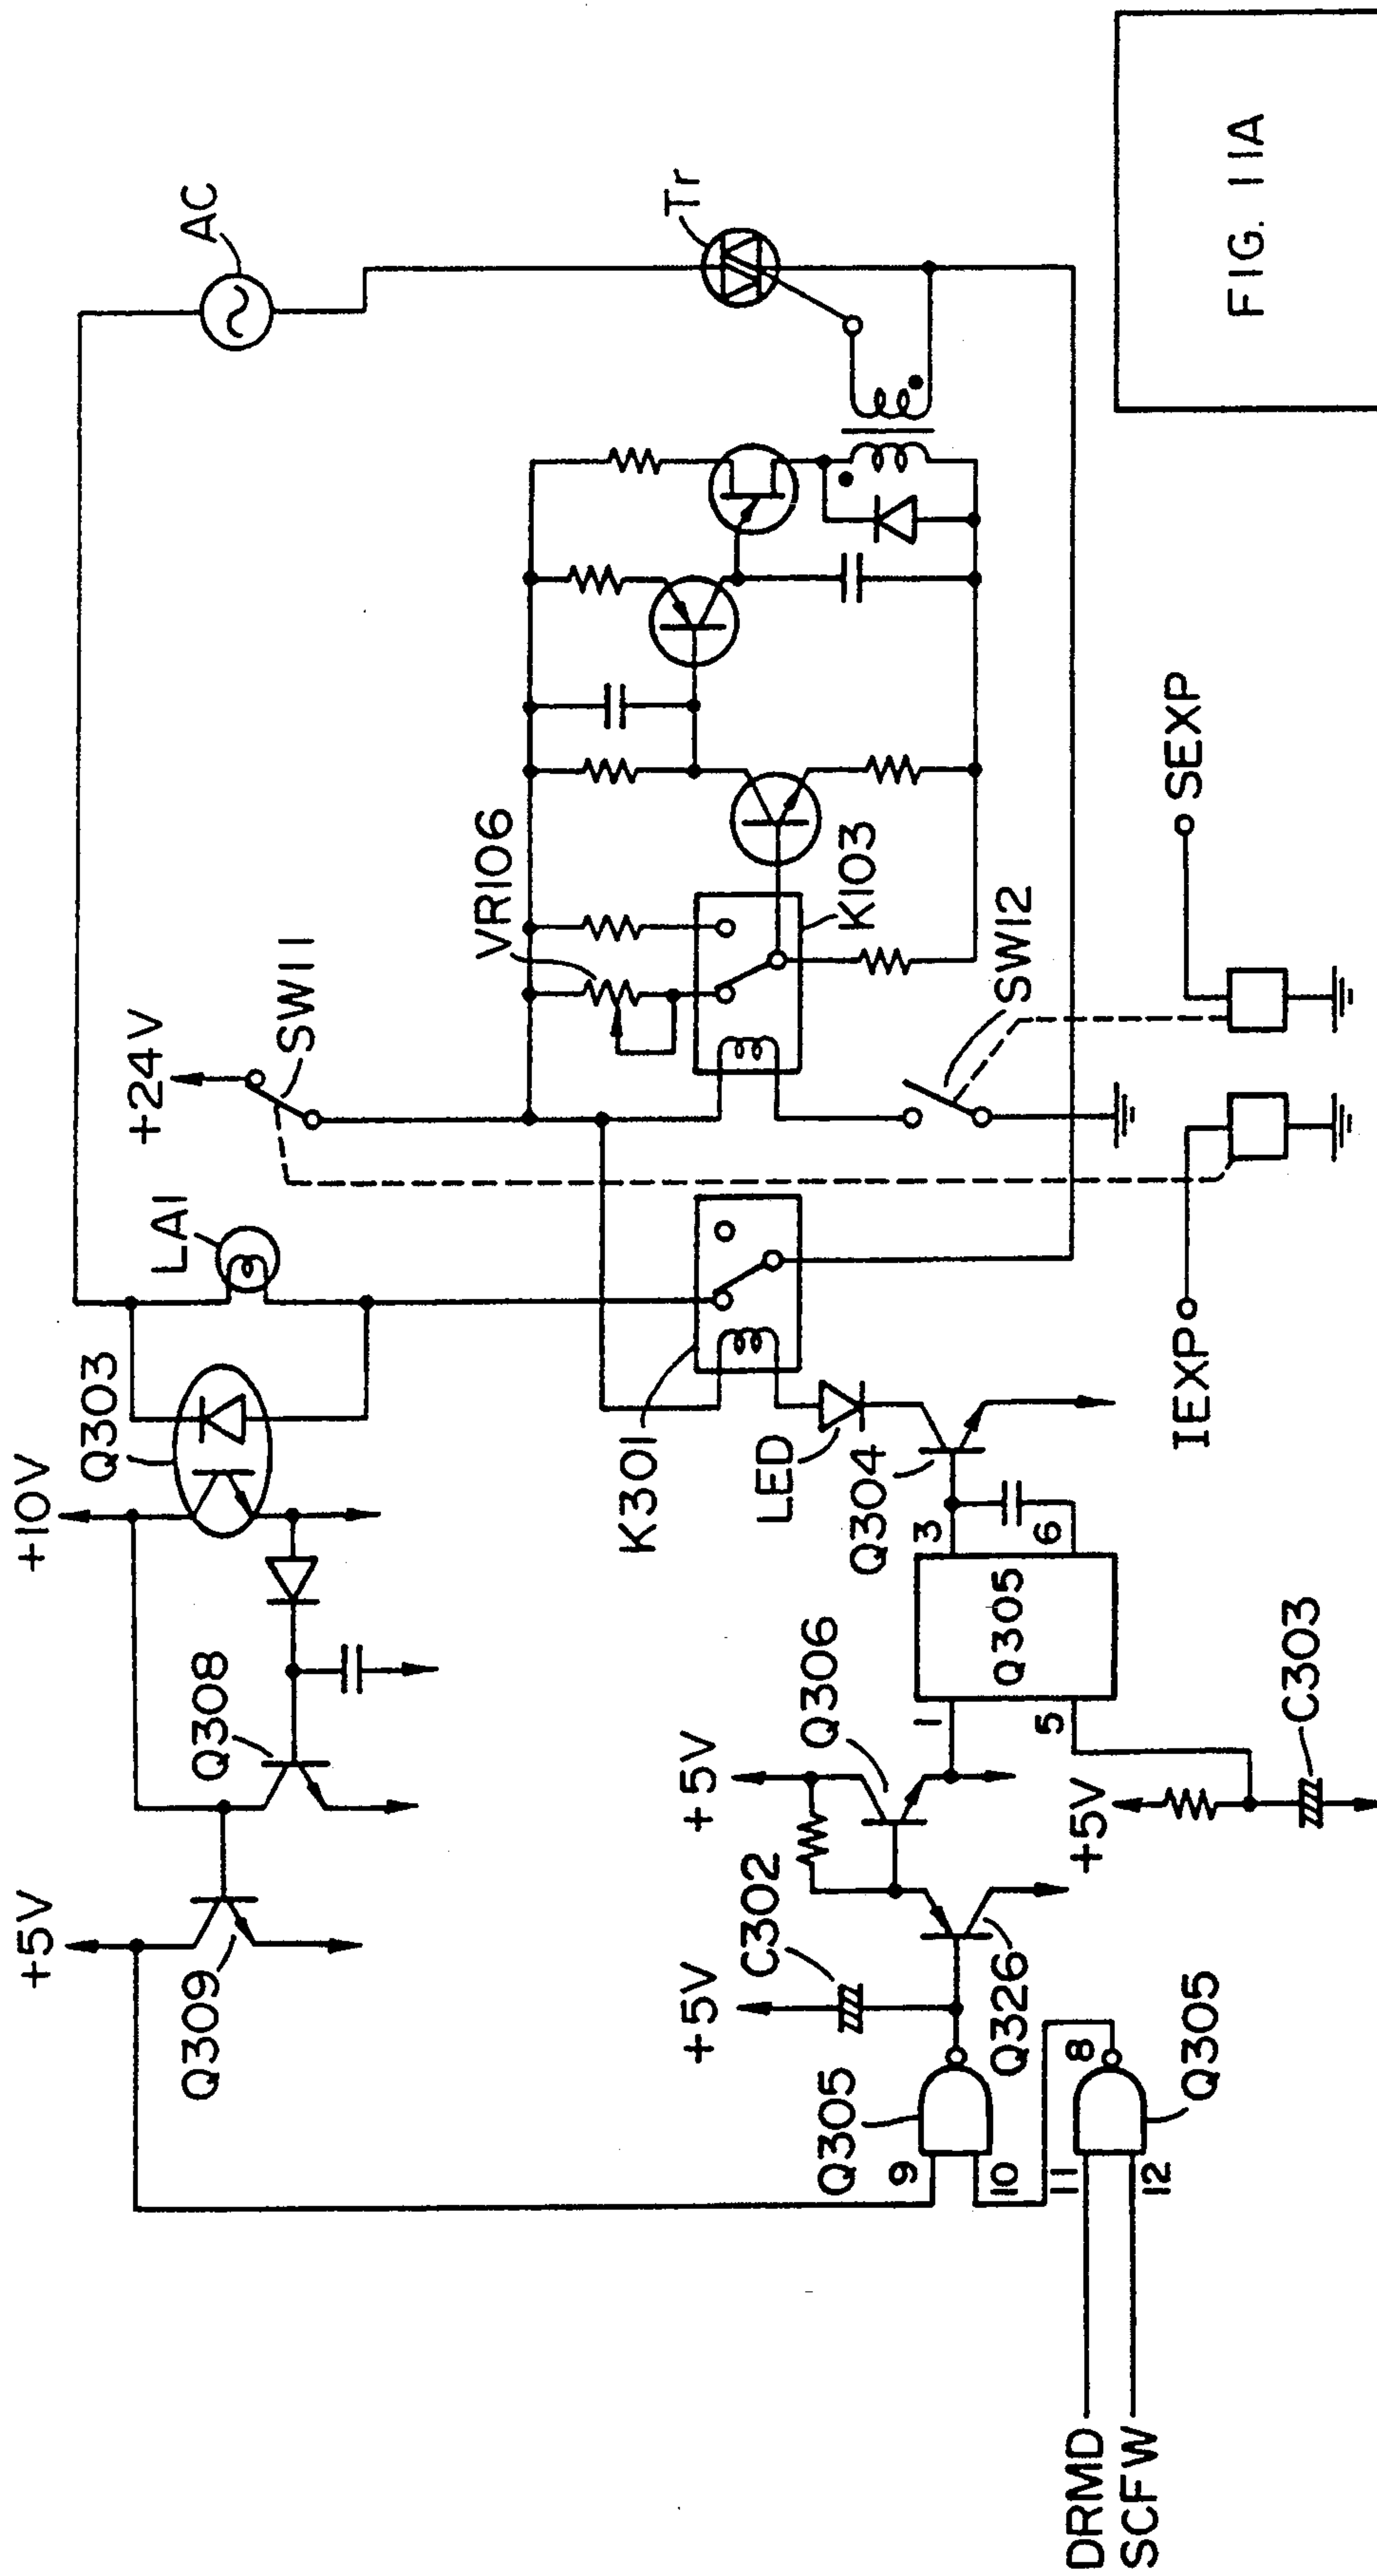 AC
Tr
FIG. 11A
+24V
SW11
VR106
K103
SW12
SEXP
IEXP
LA1
Q303
+10V
K301
LED
Q304
3
6
Q305
1
5
Q308
Q306
+5V
+5V
C303
+5V
Q309
C302
+5V
Q326
Q305
9
10
8
Q305
11
12
DRMD
SCFW